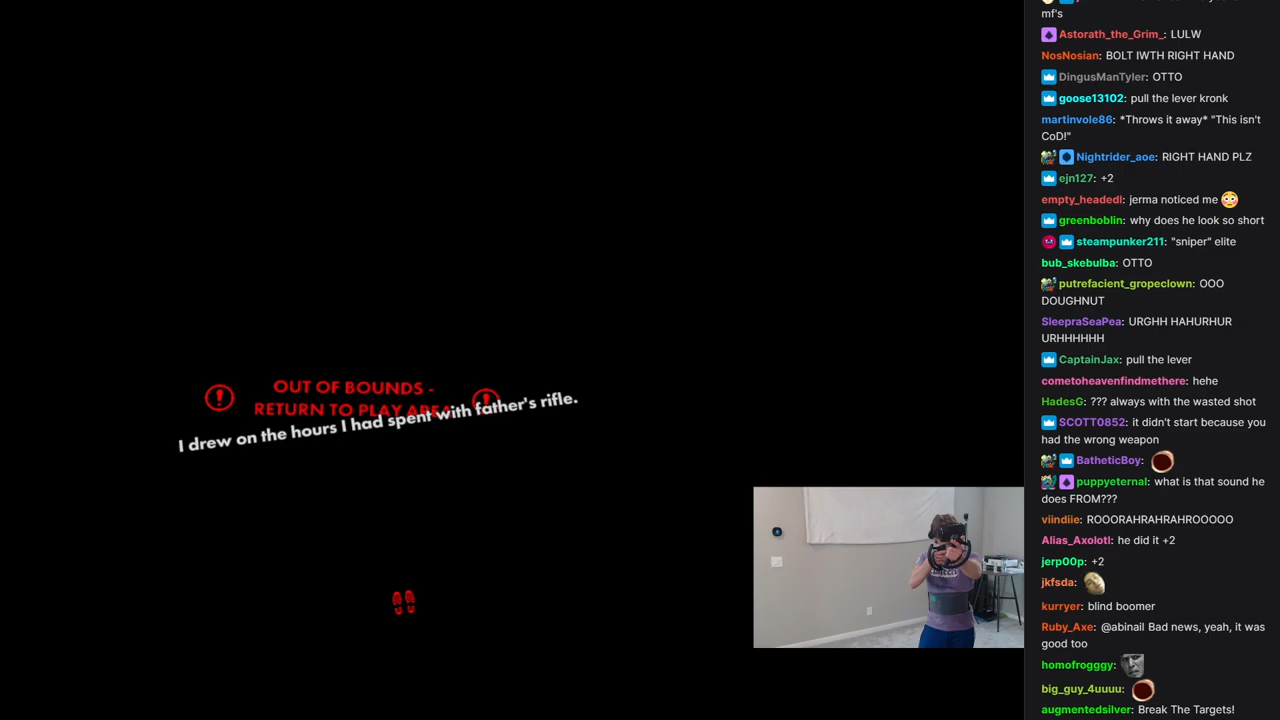 OUT OF BOUNDS -
RETURN TO PLAY AREA
I drew on the hours I had spent with father's rifle.
mf's
Astorath_the_Grim_: LULW
NosNosian: BOLT IWTH RIGHT HAND
DingusManTyler: OTTO
goose13102: pull the lever kronk
martinvole86: *Throws it away* "This isn't
CoD!"
Nightrider_aoe: RIGHT HAND PLZ
ejn127: +2
empty_headedl: jerma noticed me
greenboblin: why does he look so short
steampunker211: "sniper" elite
bub_skebulba: OTTO
putrefacient_gropeclown: OOO
DOUGHNUT
SleepraSeaPea: URGHH HAHURHUR
URHHHHHH
CaptainJax: pull the lever
cometoheavenfindmethere: hehe
HadesG: ??? always with the wasted shot
SCOTT0852: it didn't start because you
had the wrong weapon
BatheticBoy:
puppyeternal: what is that sound he
does FROM???
viindiie: ROOORAHRAHRAHROOOOO
Alias_Axolotl: he did it +2
jerp00p: +2
jkfsda:
kurryer: blind boomer
Ruby_Axe: @abinail Bad news, yeah, it was
good too
homofrogggy:
big_guy_4uuuu:
augmentedsilver: Break The Targets!